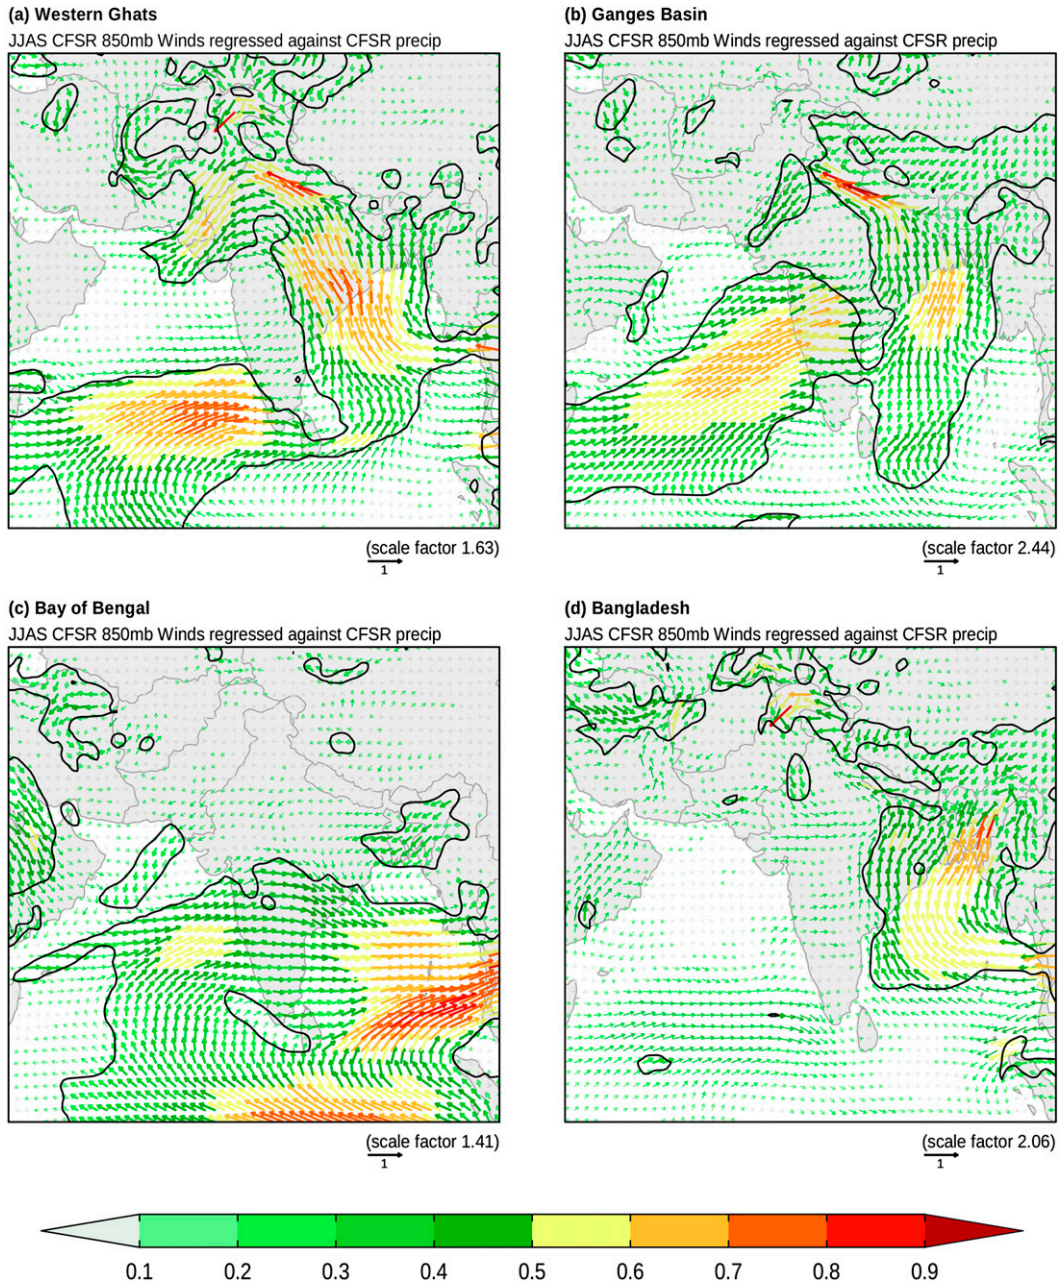 (a) Western Ghats
JJAS CFSR 850mb Winds regressed against CFSR precip
(scale factor 1.63)
1
(b) Ganges Basin
JJAS CFSR 850mb Winds regressed against CFSR precip
(scale factor 2.44)
1
(c) Bay of Bengal
JJAS CFSR 850mb Winds regressed against CFSR precip
(scale factor 1.41)
1
(d) Bangladesh
JJAS CFSR 850mb Winds regressed against CFSR precip
(scale factor 2.06)
1
0.1 0.2 0.3 0.4 0.5 0.6 0.7 0.8 0.9